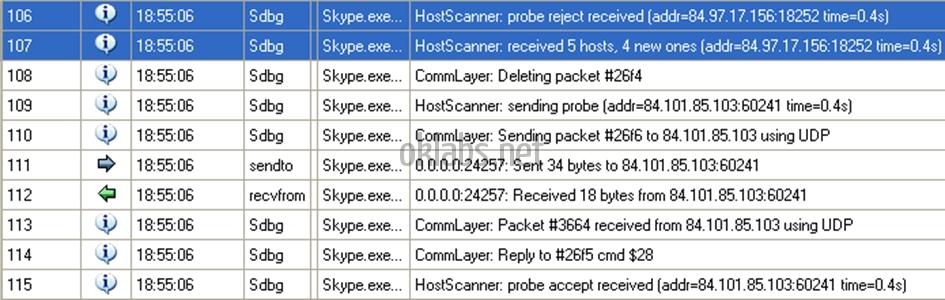 106 18:55:06 Sdbg Skype.exe... HostScanner: probe reject received (addr=84.97.17.156:18252 time=0.4s)
107 18:55:06 Sdbg Skype.exe... HostScanner: received 5 hosts, 4 new ones (addr=84.97.17.156:18252 time=0.4s)
108 18:55:06 Sdbg Skype.exe... CommLayer: Deleting packet #26f4
109 18:55:06 Sdbg Skype.exe... HostScanner: sending probe (addr=84.101.85.103:60241 time=0.4s)
110 18:55:06 Sdbg Skype.exe... CommLayer: Sending packet #26f6 to 84.101.85.103 using UDP
oklabs.net
111 18:55:06 sendto Skype.exe... 0.0.0.0:24257: Sent 34 bytes to 84.101.85.103:60241
112 18:55:06 recvfrom Skype.exe... 0.0.0.0:24257: Received 18 bytes from 84.101.85.103:60241
113 18:55:06 Sdbg Skype.exe... CommLayer: Packet #3664 received from 84.101.85.103 using UDP
114 18:55:06 Sdbg Skype.exe... CommLayer: Reply to #26f5 cmd $28
115 18:55:06 Sdbg Skype.exe... HostScanner: probe accept received (addr=84.101.85.103:60241 time=0.4s)